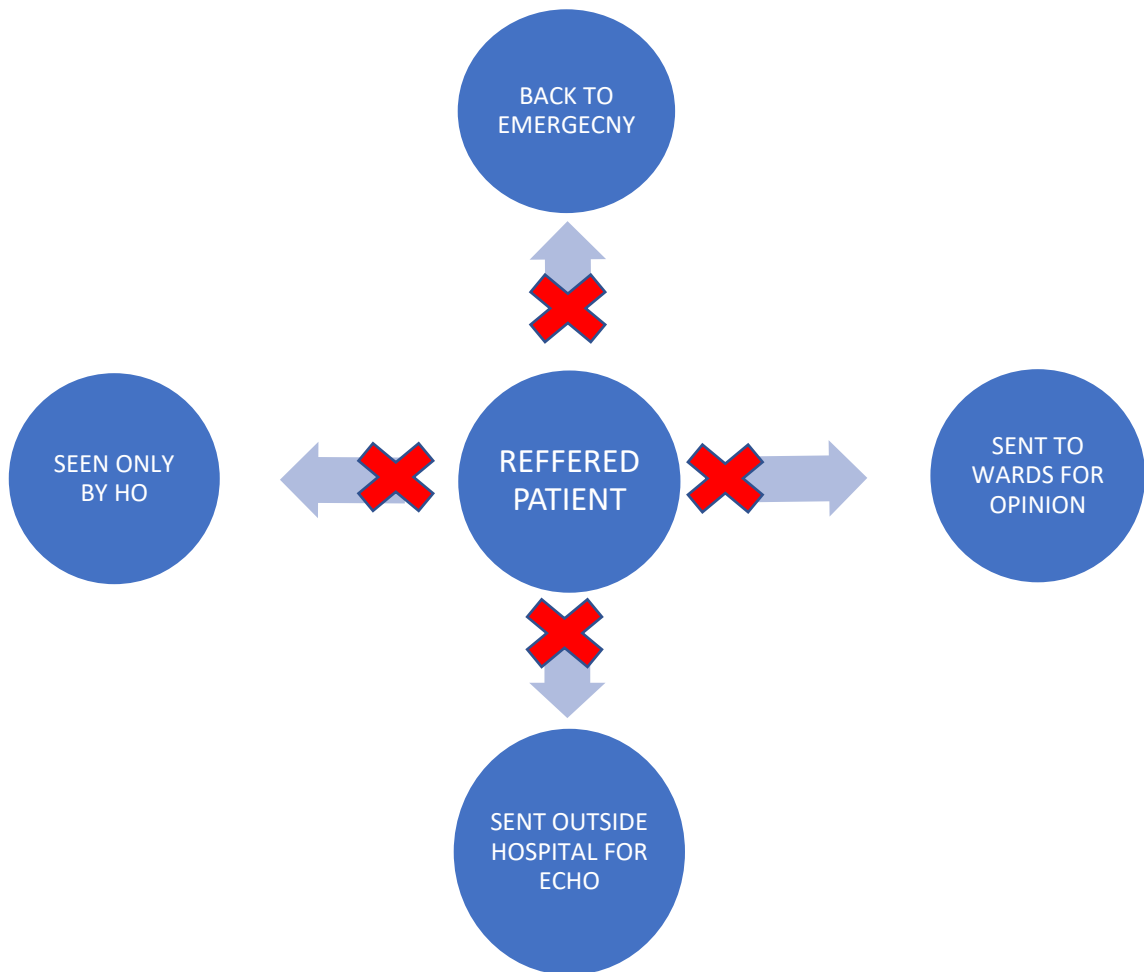 BACK TO
EMERGECNY
SEEN ONLY
BY HO
REFFERED
PATIENT
SENT TO
WARDS FOR
OPINION
SENT OUTSIDE
HOSPITAL FOR
ECHO